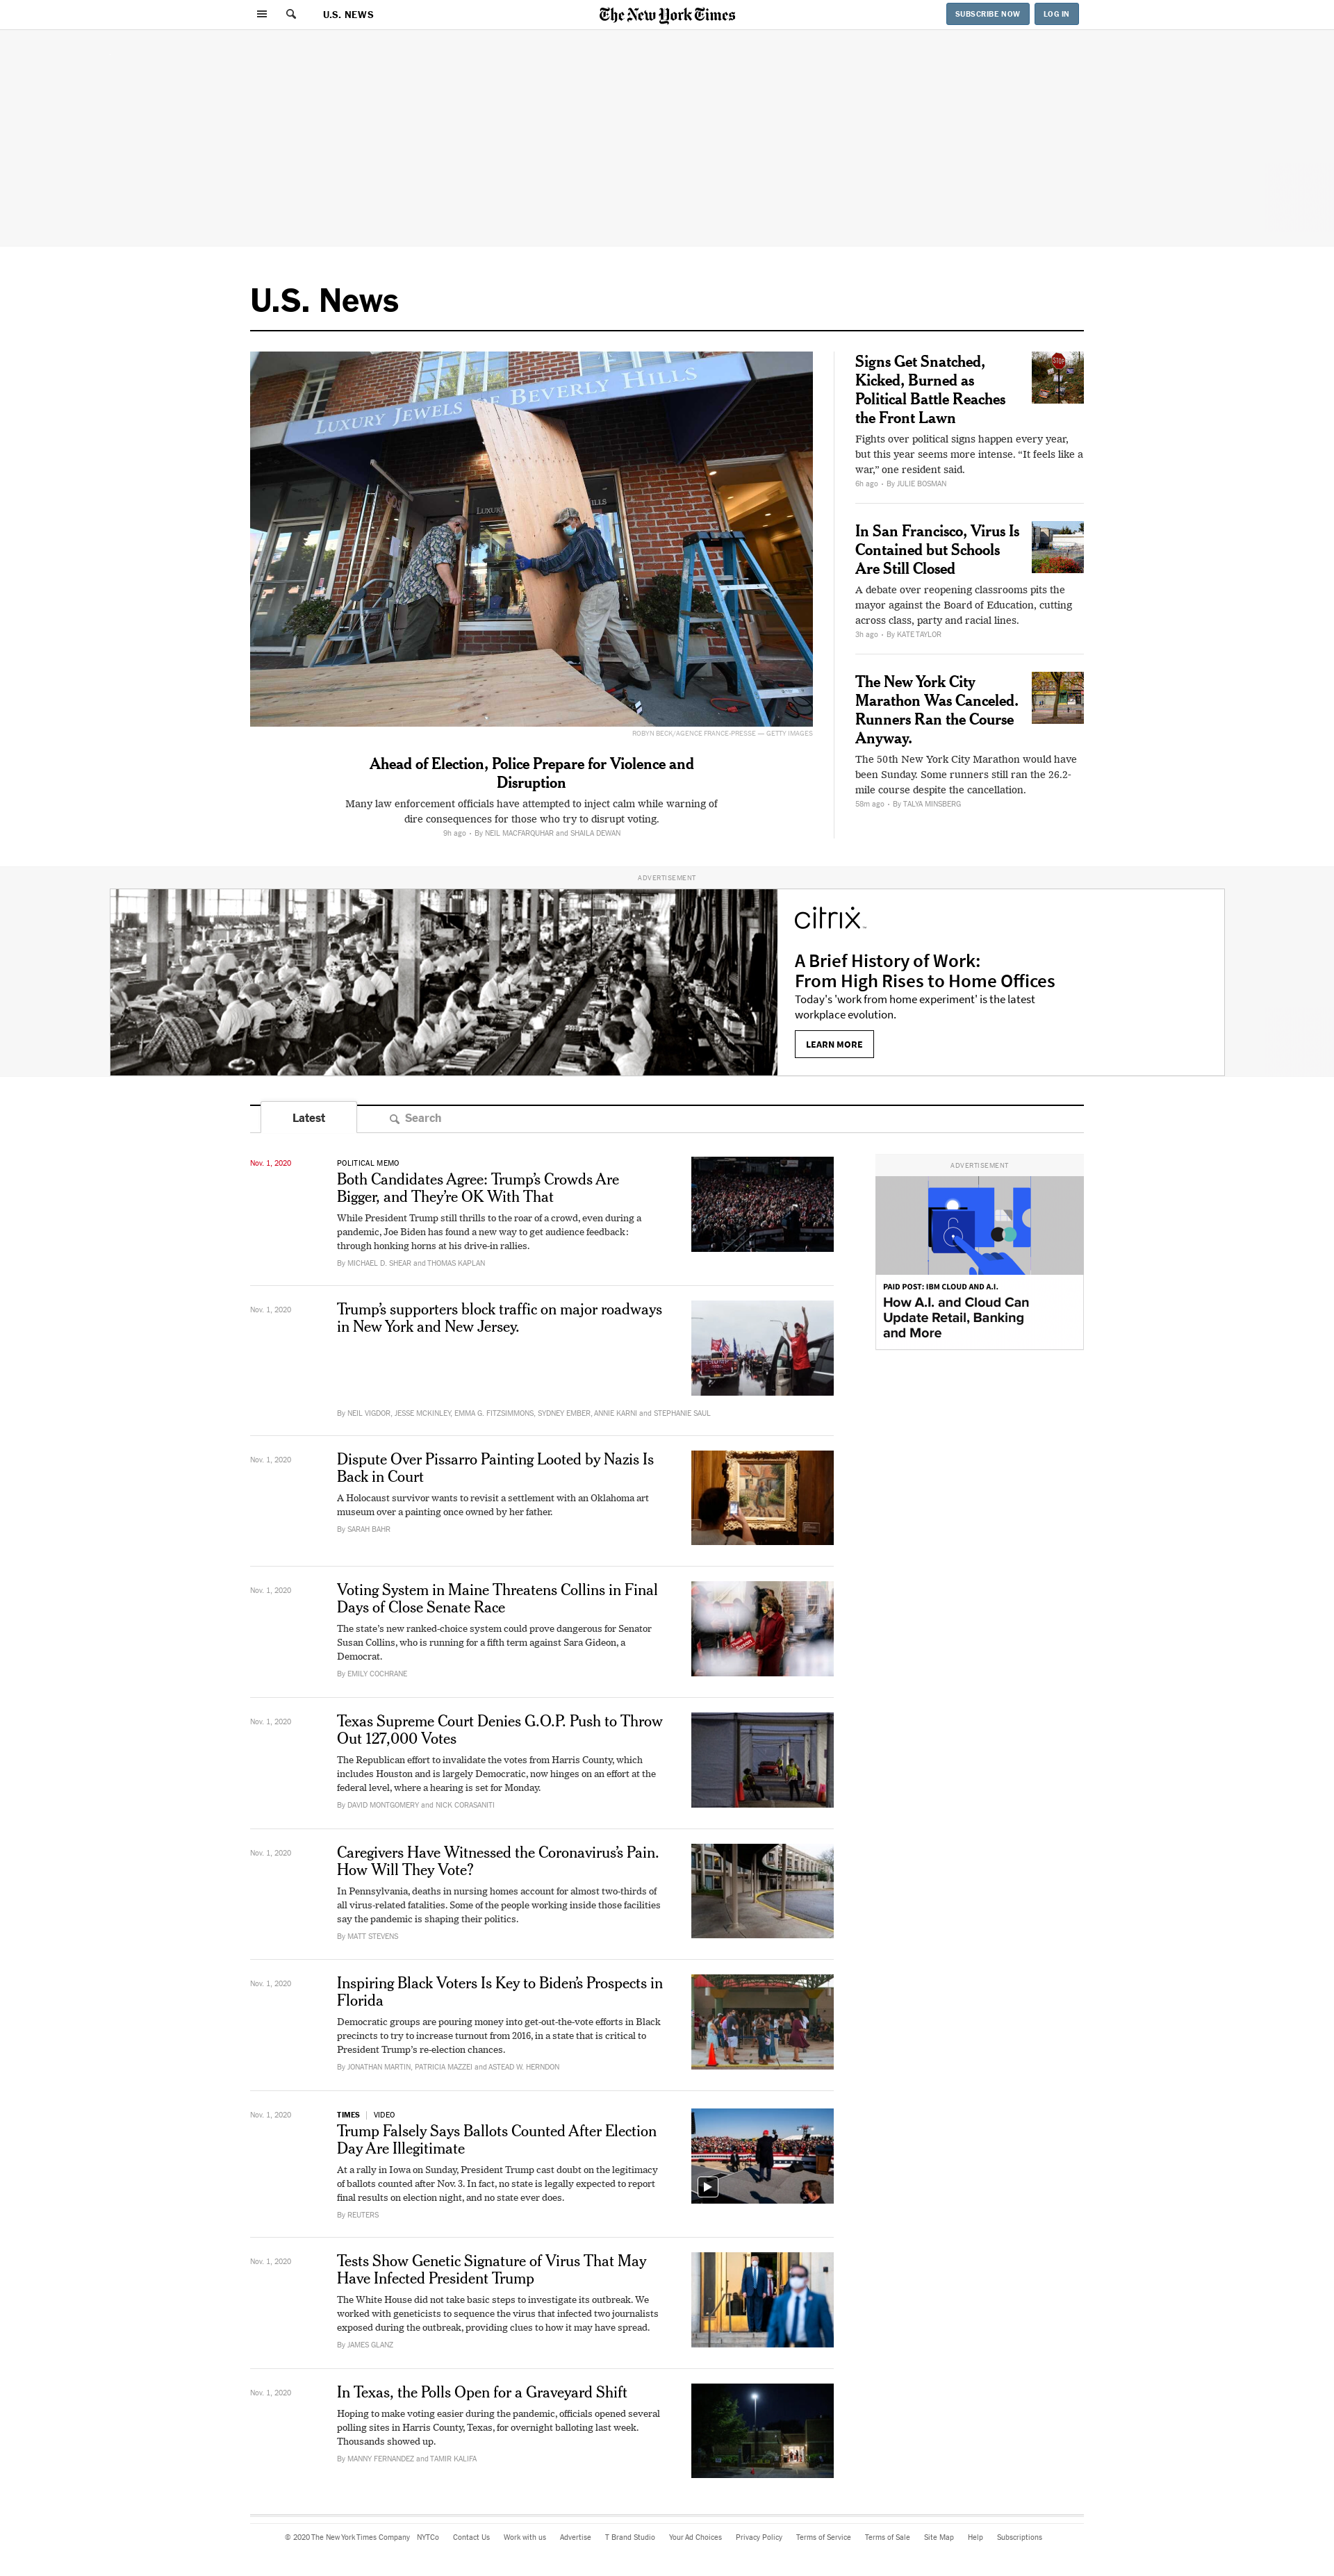 U.S. NEWS
The New York Times
SUBSCRIBE NOW
LOG IN
U.S. News
LUXURY JEWELS OF BEVERLY HILLS
ROBYN BECK/AGENCE FRANCE-PRESSE — GETTY IMAGES
Ahead of Election, Police Prepare for Violence and
Disruption
Many law enforcement officials have attempted to inject calm while warning of
dire consequences for those who try to disrupt voting.
9h ago • By NEIL MACFARQUHAR and SHAILA DEWAN
Signs Get Snatched,
Kicked, Burned as
Political Battle Reaches
the Front Lawn
STOP
Fights over political signs happen every year,
but this year seems more intense. “It feels like a
war,” one resident said.
6h ago • By JULIE BOSMAN
In San Francisco, Virus Is
Contained but Schools
Are Still Closed
A debate over reopening classrooms pits the
mayor against the Board of Education, cutting
across class, party and racial lines.
3h ago • By KATE TAYLOR
The New York City
Marathon Was Canceled.
Runners Ran the Course
Anyway.
The 50th New York City Marathon would have
been Sunday. Some runners still ran the 26.2-
mile course despite the cancellation.
58m ago • By TALYA MINSBERG
ADVERTISEMENT
citrix
A Brief History of Work:
From High Rises to Home Offices
Today's 'work from home experiment' is the latest
workplace evolution.
LEARN MORE
Latest
Search
Nov. 1, 2020
POLITICAL MEMO
Both Candidates Agree: Trump’s Crowds Are
Bigger, and They’re OK With That
While President Trump still thrills to the roar of a crowd, even during a
pandemic, Joe Biden has found a new way to get audience feedback:
through honking horns at his drive-in rallies.
By MICHAEL D. SHEAR and THOMAS KAPLAN
ADVERTISEMENT
PAID POST: IBM CLOUD AND A.I.
How A.I. and Cloud Can
Update Retail, Banking
and More
Nov. 1, 2020
Trump’s supporters block traffic on major roadways
in New York and New Jersey.
TRUMP
By NEIL VIGDOR, JESSE MCKINLEY, EMMA G. FITZSIMMONS, SYDNEY EMBER, ANNIE KARNI and STEPHANIE SAUL
Nov. 1, 2020
Dispute Over Pissarro Painting Looted by Nazis Is
Back in Court
A Holocaust survivor wants to revisit a settlement with an Oklahoma art
museum over a painting once owned by her father.
By SARAH BAHR
Nov. 1, 2020
Voting System in Maine Threatens Collins in Final
Days of Close Senate Race
The state’s new ranked-choice system could prove dangerous for Senator
Susan Collins, who is running for a fifth term against Sara Gideon, a
Democrat.
By EMILY COCHRANE
Nov. 1, 2020
Texas Supreme Court Denies G.O.P. Push to Throw
Out 127,000 Votes
The Republican effort to invalidate the votes from Harris County, which
includes Houston and is largely Democratic, now hinges on an effort at the
federal level, where a hearing is set for Monday.
By DAVID MONTGOMERY and NICK CORASANITI
Nov. 1, 2020
Caregivers Have Witnessed the Coronavirus’s Pain.
How Will They Vote?
In Pennsylvania, deaths in nursing homes account for almost two-thirds of
all virus-related fatalities. Some of the people working inside those facilities
say the pandemic is shaping their politics.
By MATT STEVENS
Nov. 1, 2020
Inspiring Black Voters Is Key to Biden’s Prospects in
Florida
Democratic groups are pouring money into get-out-the-vote efforts in Black
precincts to try to increase turnout from 2016, in a state that is critical to
President Trump’s re-election chances.
By JONATHAN MARTIN, PATRICIA MAZZEI and ASTEAD W. HERNDON
Nov. 1, 2020
TIMES | VIDEO
Trump Falsely Says Ballots Counted After Election
Day Are Illegitimate
At a rally in Iowa on Sunday, President Trump cast doubt on the legitimacy
of ballots counted after Nov. 3. In fact, no state is legally expected to report
final results on election night, and no state ever does.
By REUTERS
Nov. 1, 2020
Tests Show Genetic Signature of Virus That May
Have Infected President Trump
The White House did not take basic steps to investigate its outbreak. We
worked with geneticists to sequence the virus that infected two journalists
exposed during the outbreak, providing clues to how it may have spread.
By JAMES GLANZ
Nov. 1, 2020
In Texas, the Polls Open for a Graveyard Shift
Hoping to make voting easier during the pandemic, officials opened several
polling sites in Harris County, Texas, for overnight balloting last week.
Thousands showed up.
By MANNY FERNANDEZ and TAMIR KALIFA
© 2020 The New York Times Company NYTCo Contact Us Work with us Advertise T Brand Studio Your Ad Choices Privacy Policy Terms of Service Terms of Sale Site Map Help Subscriptions